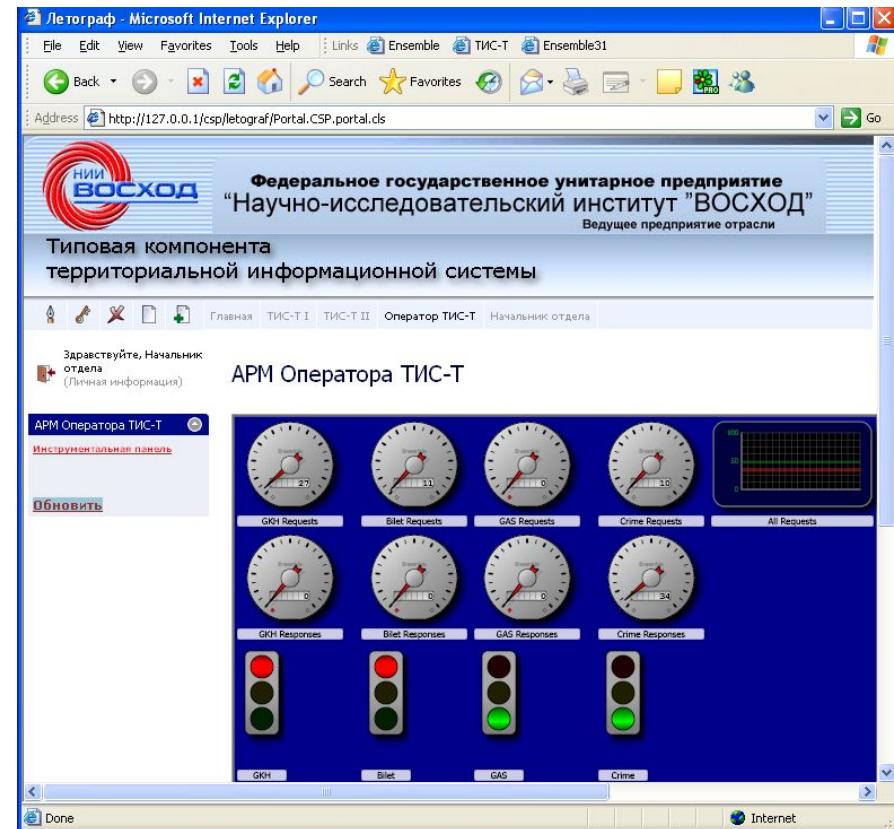 Летограф - Microsoft Internet Explorer
File Edit View Favorites Tools Help Links Ensemble ТИС-Т Ensemble31
Back Search Favorites PRO
Address http://127.0.0.1/csp/letograf/Portal.CSP.portal.cls Go
НИИ
ВОСХОД
Федеральное государственное унитарное предприятие
“Научно-исследовательский институт ”ВОСХОД”
Ведущее предприятие отрасли
Типовая компонента
территориальной информационной системы
Главная ТИС-Т I ТИС-Т II Оператор ТИС-Т Начальник отдела
Здравствуйте, Начальник
отдела
(Личная информация)
АРМ Оператора ТИС-Т
АРМ Оператора ТИС-Т
Инструментальная панель
Обновить
27 11 0 10
100
50
0
GKH Requests Bilet Requests GAS Requests Crime Requests All Requests
0 0 0 34
GKH Responses Bilet Responses GAS Responses Crime Responses
GKH Bilet GAS Crime
Done Internet